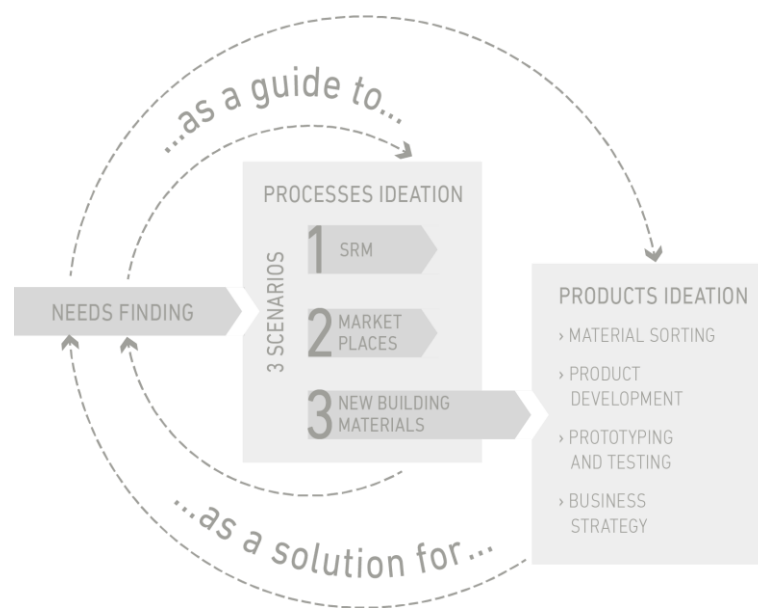 ...as a guide to...
PROCESSES IDEATION
3 SCENARIOS
1 SRM
2 MARKET
PLACES
3 NEW BUILDING
MATERIALS
NEEDS FINDING
PRODUCTS IDEATION
› MATERIAL SORTING
› PRODUCT
DEVELOPMENT
› PROTOTYPING
AND TESTING
› BUSINESS
STRATEGY
...as a solution for...